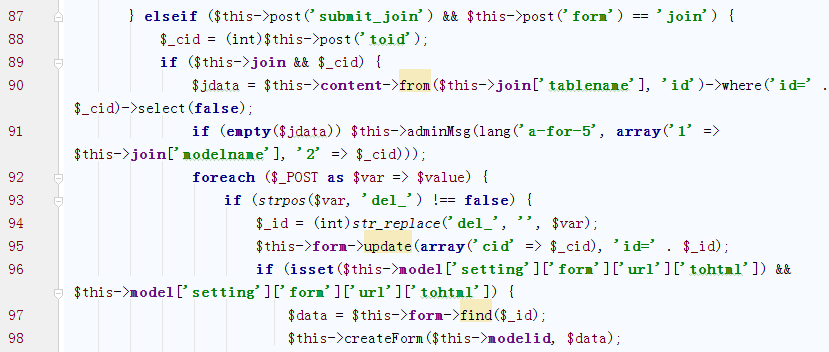 87 } elseif ($this->post('submit_join') && $this->post('form') == 'join') {
88 $_cid = (int)$this->post('toid');
89 if ($this->join && $_cid) {
90 $jdata = $this->content->from($this->join['tablename'], 'id')->where('id=' .
$_cid)->select(false);
91 if (empty($jdata)) $this->adminMsg(lang('a-for-5', array('1' =>
$this->join['modelname'], '2' => $_cid)));
92 foreach ($_POST as $var => $value) {
93 if (strpos($var, 'del_') !== false) {
94 $_id = (int)str_replace('del_', '', $var);
95 $this->form->update(array('cid' => $_cid), 'id=' . $_id);
96 if (isset($this->model['setting']['form']['url']['tohtml']) &&
$this->model['setting']['form']['url']['tohtml']) {
97 $data = $this->form->find($_id);
98 $this->createForm($this->modelid, $data);